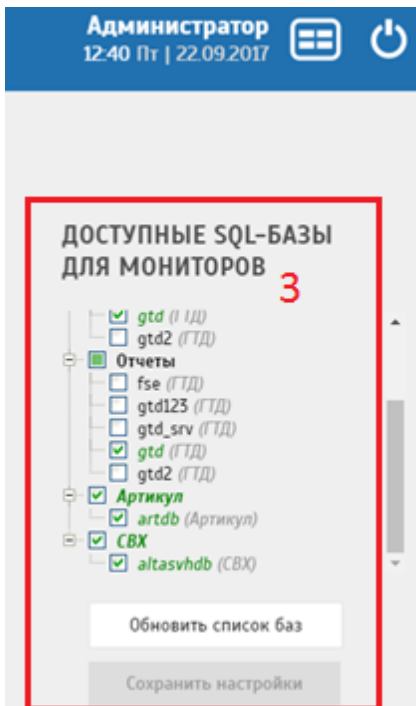 Администратор
12:40 Пт | 22.09.2017
ДОСТУПНЫЕ SQL-БАЗЫ
ДЛЯ МОНИТОРОВ
3
gtd (ГТД)
gtd2 (ГТД)
Отчеты
fse (ГТД)
gtd123 (ГТД)
gtd_srv (ГТД)
gtd (ГТД)
gtd2 (ГТД)
Артикул
artdb (Артикул)
СВХ
altasvhdb (СВХ)
Обновить список баз
Сохранить настройки